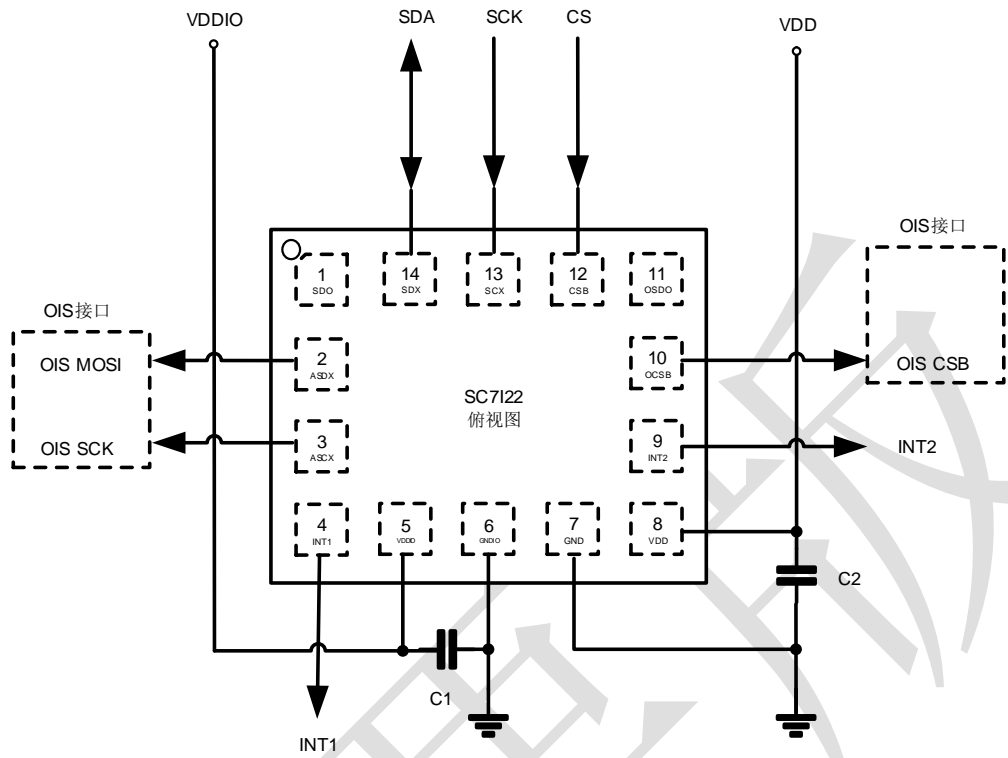 VDDIO
SDA
SCK
CS
VDD
OIS接口
OIS MOSI
OIS SCK
1
SDO
14
SDX
13
SCX
12
CSB
11
OSDO
2
ASDX
10
OCSB
SC7I22
俯视图
3
ASCX
9
INT2
4
INT1
5
VDDIO
6
GNDIO
7
GND
8
VDD
OIS接口
OIS CSB
INT2
C2
C1
INT1